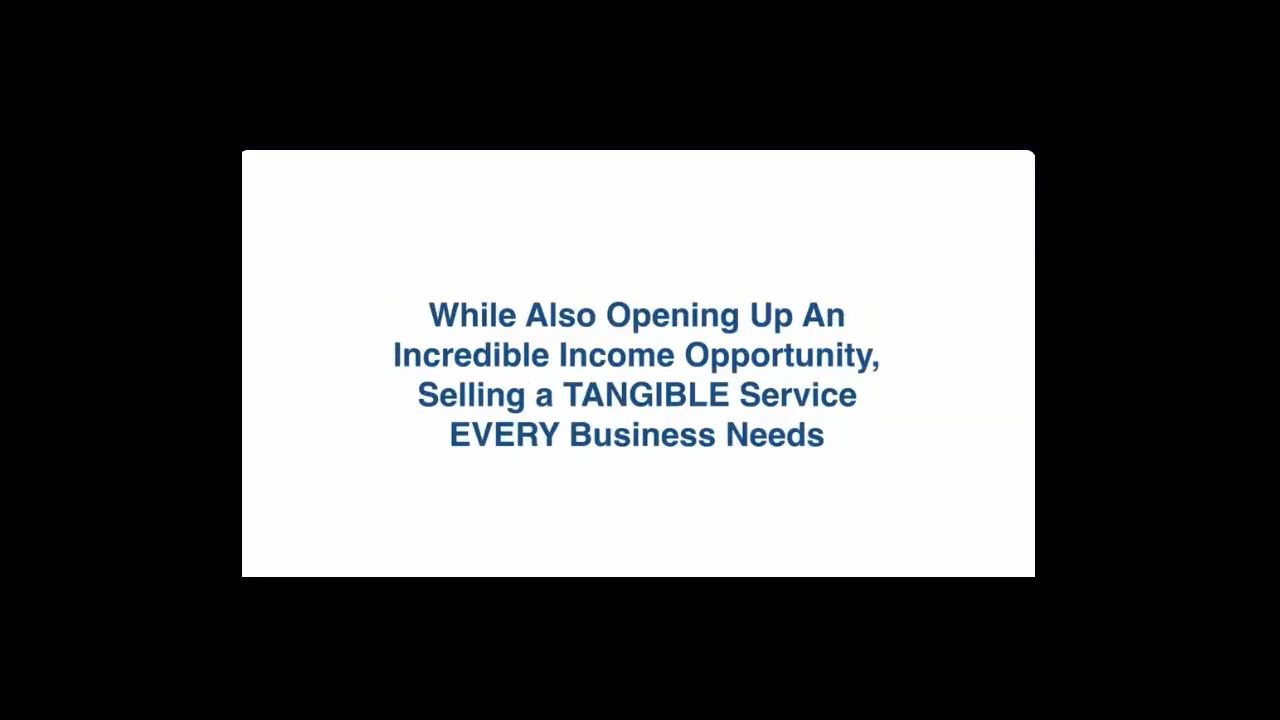 While Also Opening Up An
Incredible Income Opportunity,
Selling a TANGIBLE Service
EVERY Business Needs